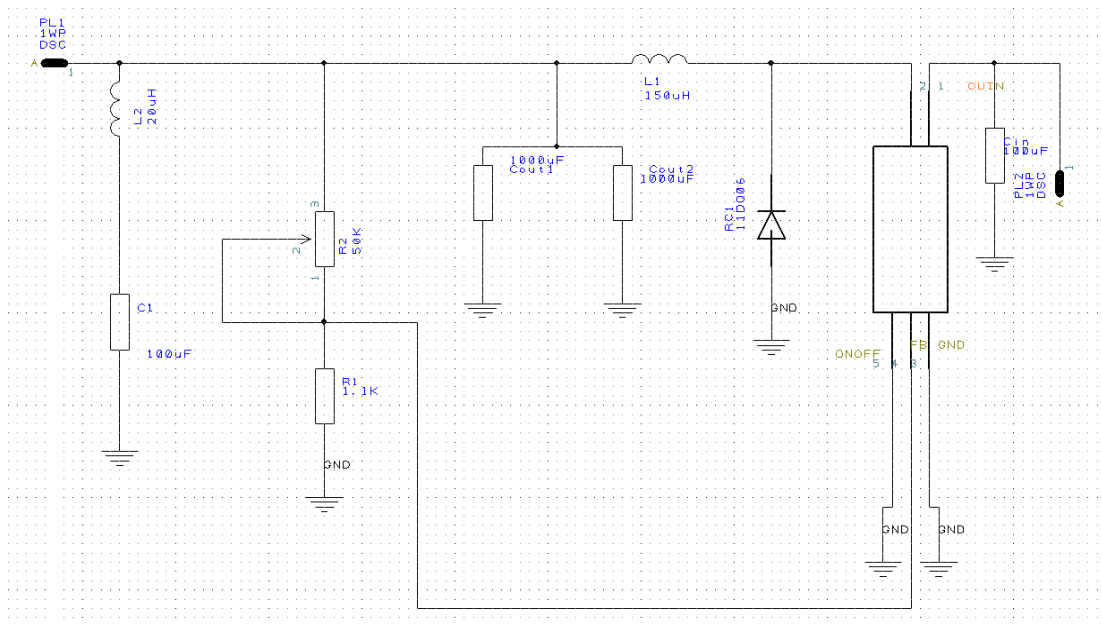 PL1
1WP
DSC
A
1
L2
20uH
L1
150uH
2 1
OUIN
Cin
100uF
PL2
1WP
DSC
1
A
1000uF
Cout1
Cout2
1000uF
RC1
11DQ06
3
2
1
R2
50K
C1
100uF
GND
ONOFF
FB
GND
5 4 3
R1
1.1K
GND
GND
GND